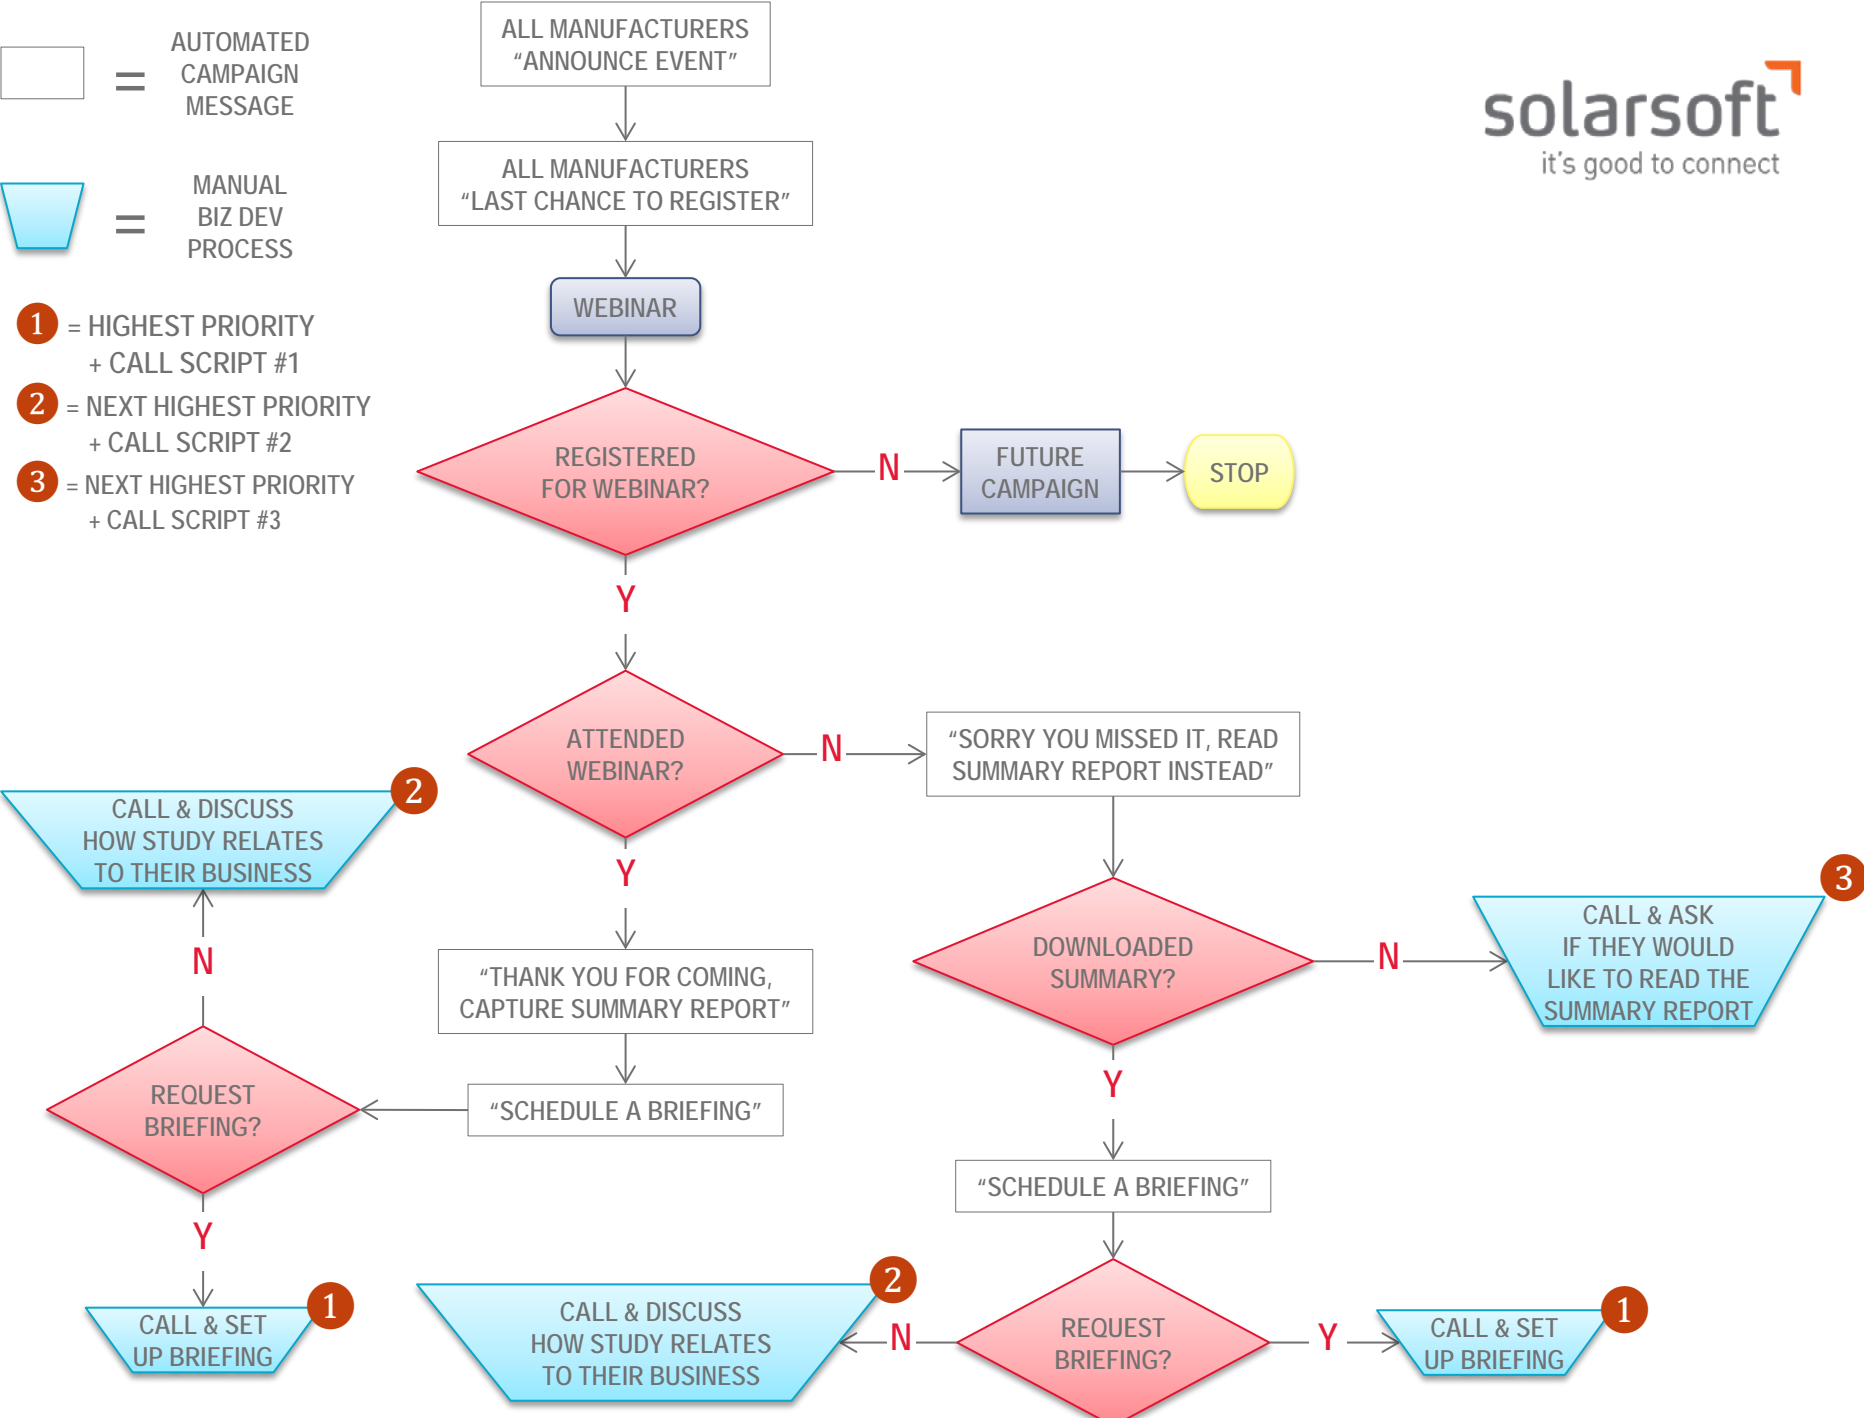 AUTOMATED
CAMPAIGN
MESSAGE
=
MANUAL
BIZ DEV
PROCESS
=
1 = HIGHEST PRIORITY
+ CALL SCRIPT #1
2 = NEXT HIGHEST PRIORITY
+ CALL SCRIPT #2
3 = NEXT HIGHEST PRIORITY
+ CALL SCRIPT #3
solarsoft
it's good to connect
ALL MANUFACTURERS
“ANNOUNCE EVENT”
ALL MANUFACTURERS
“LAST CHANCE TO REGISTER”
WEBINAR
REGISTERED
FOR WEBINAR?
N
FUTURE
CAMPAIGN
STOP
Y
ATTENDED
WEBINAR?
N
“SORRY YOU MISSED IT, READ
SUMMARY REPORT INSTEAD”
Y
“THANK YOU FOR COMING,
CAPTURE SUMMARY REPORT”
“SCHEDULE A BRIEFING”
REQUEST
BRIEFING?
N
2
CALL & DISCUSS
HOW STUDY RELATES
TO THEIR BUSINESS
Y
1
CALL & SET
UP BRIEFING
DOWNLOADED
SUMMARY?
N
3
CALL & ASK
IF THEY WOULD
LIKE TO READ THE
SUMMARY REPORT
Y
“SCHEDULE A BRIEFING”
REQUEST
BRIEFING?
N
2
CALL & DISCUSS
HOW STUDY RELATES
TO THEIR BUSINESS
Y
1
CALL & SET
UP BRIEFING